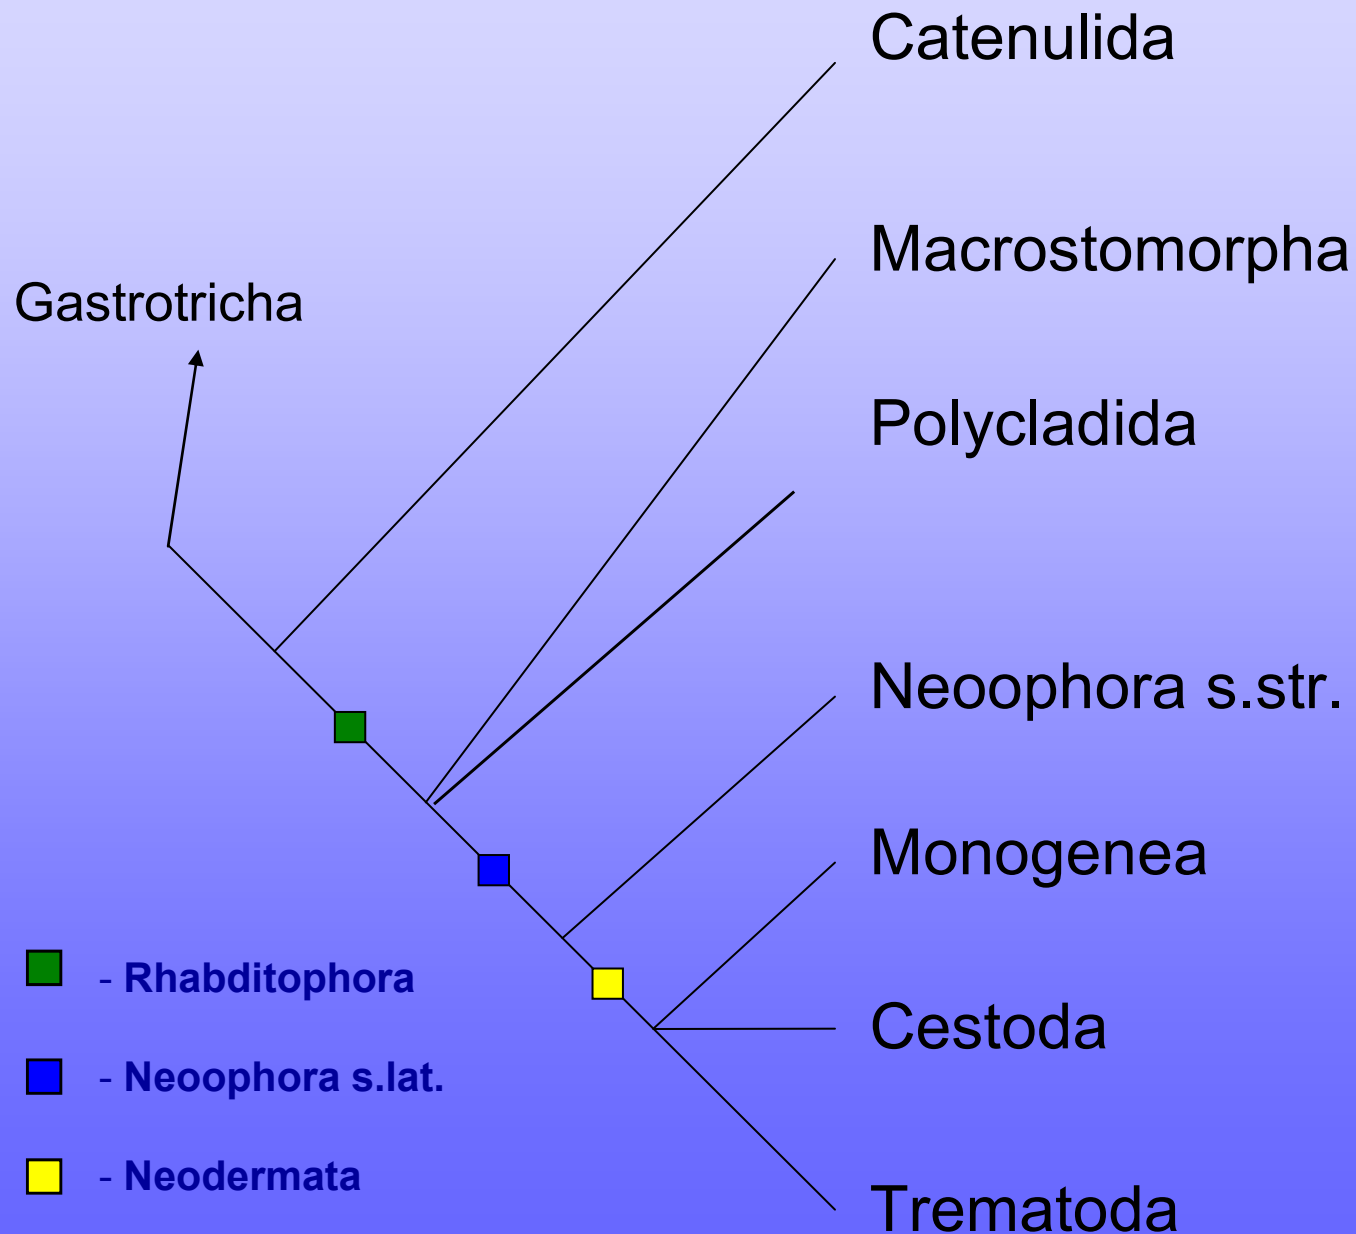 Catenulida
Macrostomorpha
Gastrotricha
Polycladida
Neoophora s.str.
Monogenea
- Rhabditophora
Cestoda
- Neoophora s.lat.
- Neodermata
Trematoda